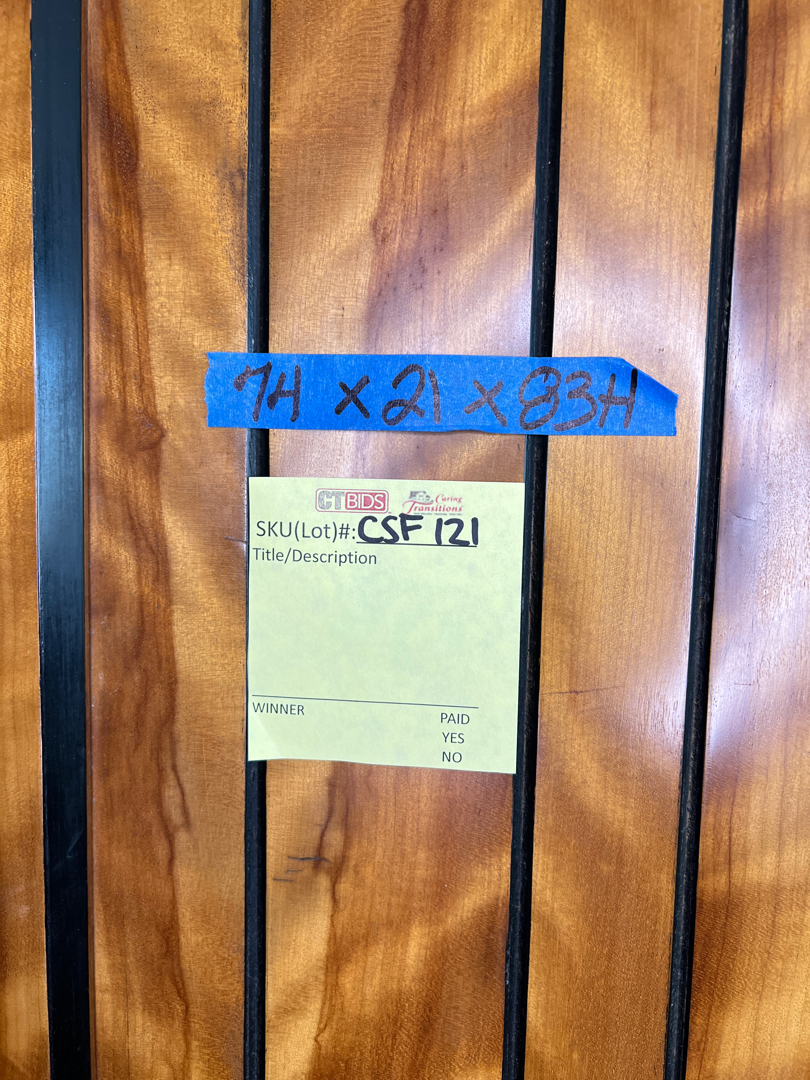 74 x 21 x 83H
CTBIDS
Caring
Transitions
SKU(Lot)#: CSF 121
Title/Description
WINNER
PAID
YES
NO